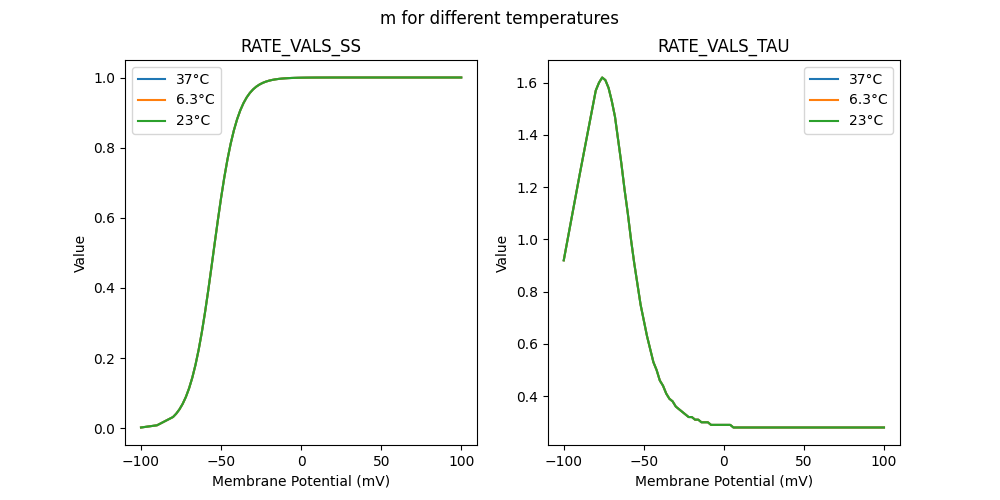 m for different temperatures
RATE_VALS_SS
37°C
6.3°C
23°C
1.0
0.8
0.6
0.4
0.2
0.0
Value
−100
−50
0
50
100
Membrane Potential (mV)
RATE_VALS_TAU
37°C
6.3°C
23°C
1.6
1.4
1.2
1.0
0.8
0.6
0.4
Value
−100
−50
0
50
100
Membrane Potential (mV)